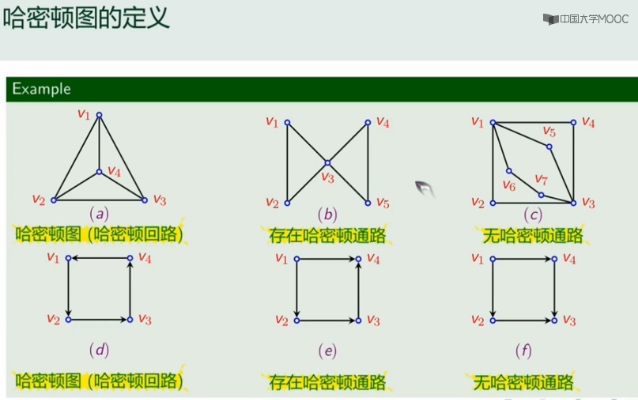 哈密顿图的定义
中国大学MOOC
Example
v1
v4
v2
v3
(a)
哈密顿图 (哈密顿回路)
v1
v4
v3
v2
v5
(b)
存在哈密顿通路
v1
v4
v5
v6
v7
v2
v3
(c)
无哈密顿通路
v1
v4
v2
v3
(d)
哈密顿图 (哈密顿回路)
v1
v4
v2
v3
(e)
存在哈密顿通路
v1
v4
v2
v3
(f)
无哈密顿通路